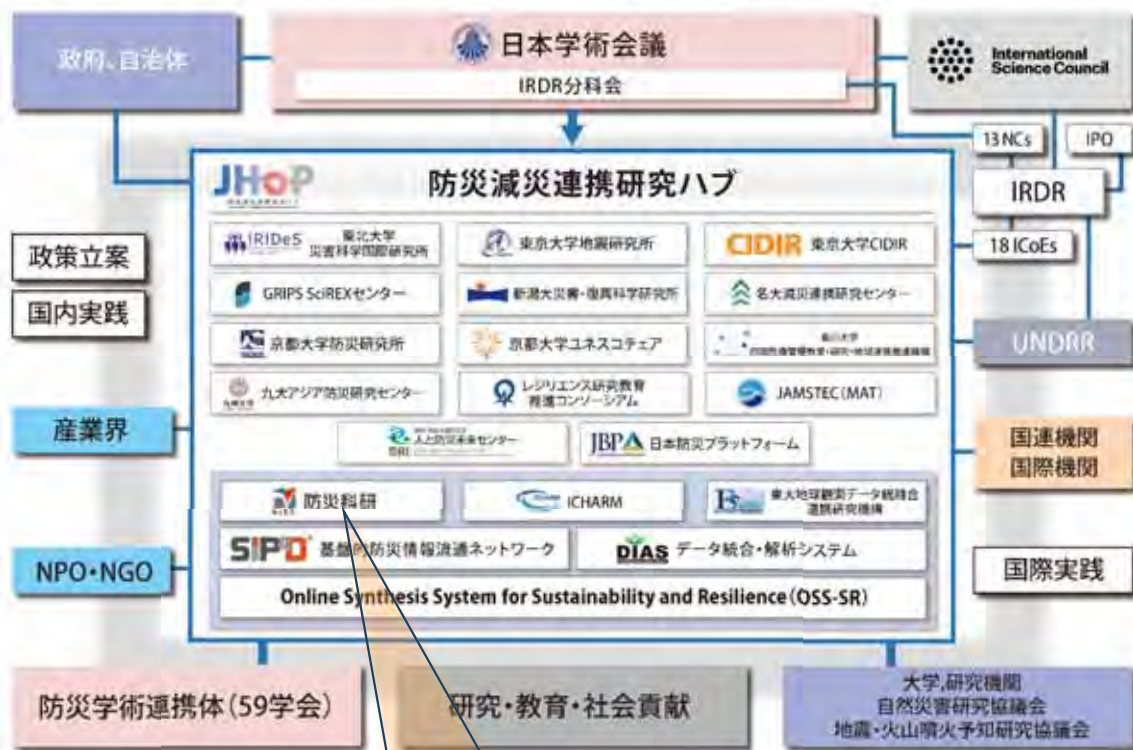 政府、自治体
日本学術会議
IRDR分科会
International
Science Council
13 NCs
IPO
IRDR
18 ICoEs
UNDRR
JHoP
防災減災連携研究ハブ
IRIDeS 東北大学
災害科学国際研究所
東京大学地震研究所
CIDIR 東京大学CIDIR
GRIPS SciREXセンター
新潟大災害・復興科学研究所
名大減災連携研究センター
京都大学防災研究所
京都大学ユネスコチェア
香川大学
九大アジア防災研究センター
レジリエンス研究教育
推進コンソーシアム
JAMSTEC(MAT)
人と防災未来センター
JBP 日本防災プラットフォーム
防災科研
ICHARM
東大地球観測データ統融合
連携研究機構
基盤的防災情報流通ネットワーク
DIAS データ統合・解析システム
Online Synthesis System for Sustainability and Resilience(OSS-SR)
政策立案
国内実践
産業界
NPO・NGO
国連機関
国際機関
国際実践
防災学術連携体(59学会)
研究・教育・社会貢献
大学,研究機関
自然災害研究協議会
地震・火山噴火予知研究協議会